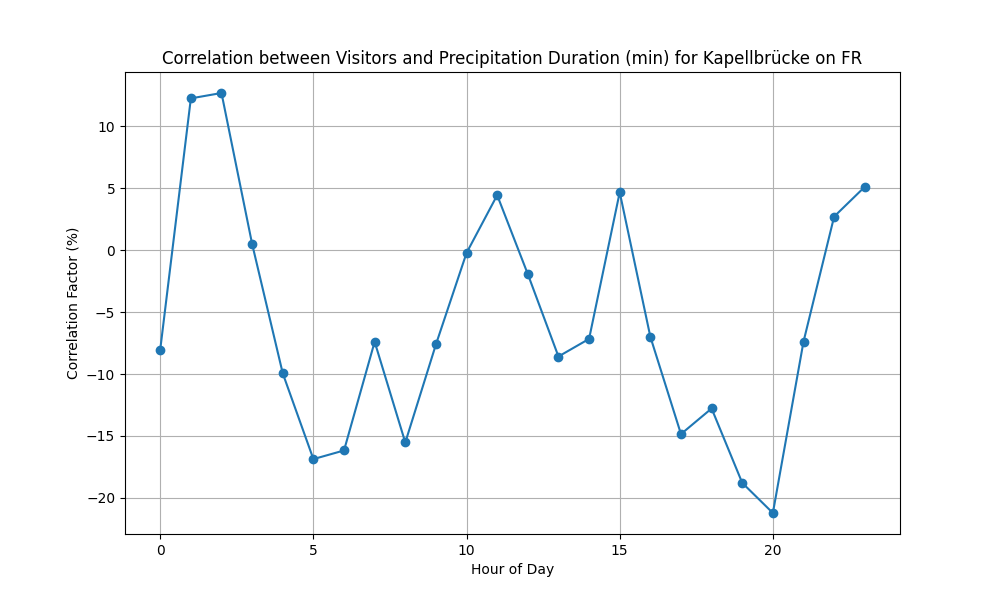 Correlation between Visitors and Precipitation Duration (min) for Kapellbrücke on FR
Correlation Factor (%)
10
5
0
−5
−10
−15
−20
0 5 10 15 20
Hour of Day